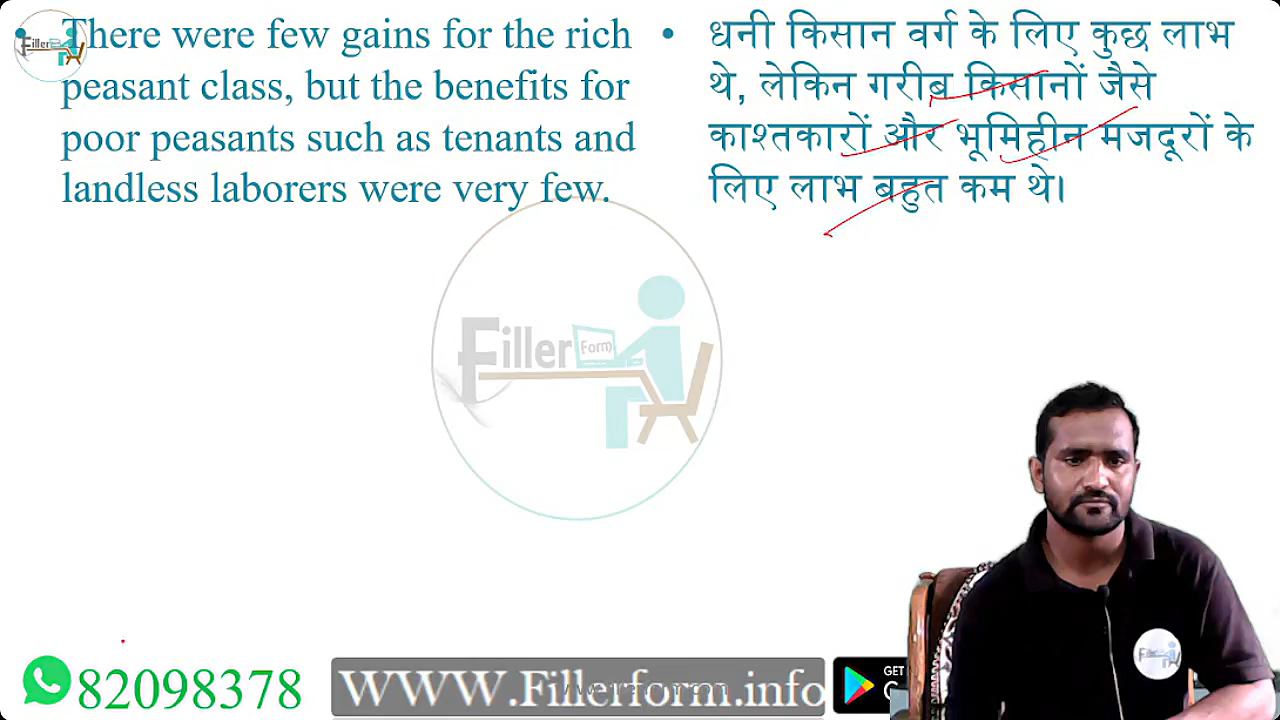 There were few gains for the rich
peasant class, but the benefits for
poor peasants such as tenants and
landless laborers were very few.
धनी किसान वर्ग के लिए कुछ लाभ
थे, लेकिन गरीब किसानों जैसे
काश्तकारों और भूमिहीन मजदूरों के
लिए लाभ बहुत कम थे।
Filler
Form
82098378
WWW.Fillerform.info
GET